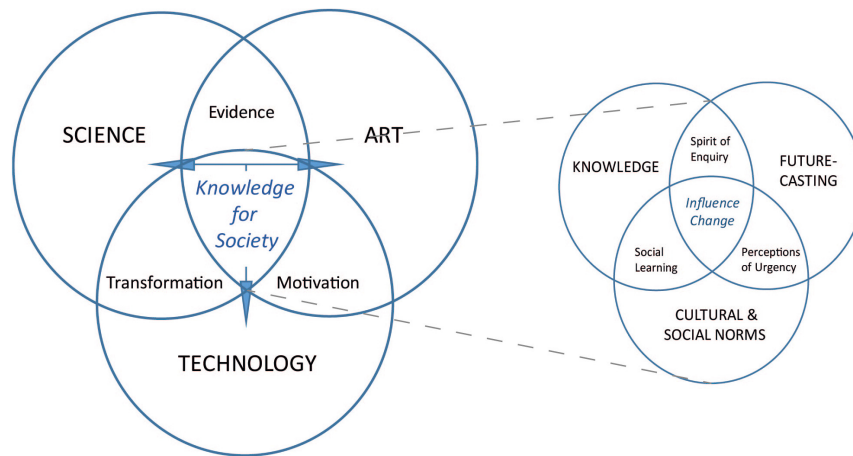 Evidence
SCIENCE
ART
Knowledge
for
Society
Transformation
Motivation
TECHNOLOGY
Spirit of
Enquiry
KNOWLEDGE
FUTURE-
CASTING
Influence
Change
Social
Learning
Perceptions
of Urgency
CULTURAL &
SOCIAL NORMS